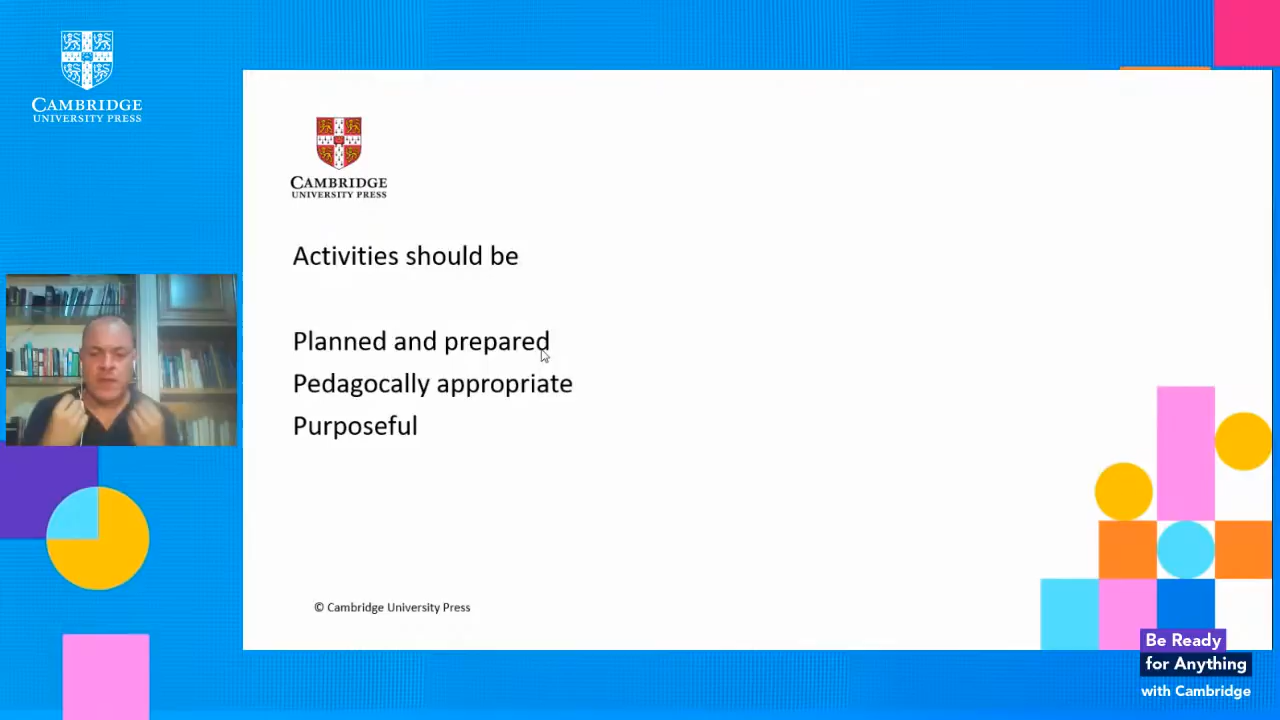 CAMBRIDGE
UNIVERSITY PRESS
CAMBRIDGE
UNIVERSITY PRESS
Activities should be
Planned and prepared
Pedagocally appropriate
Purposeful
© Cambridge University Press
Be Ready
for Anything
with Cambridge